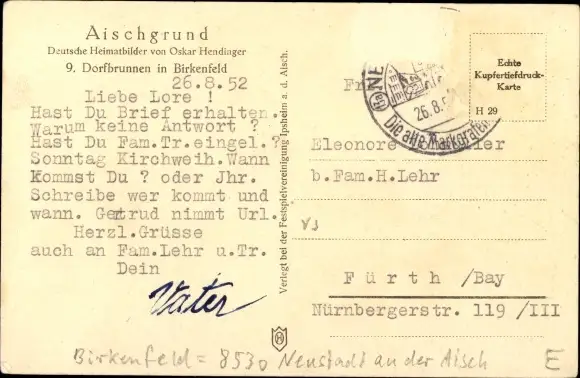 Aischgrund
Deutsche Heimatbilder von Oskar Hendinger
9. Dorfbrunnen in Birkenfeld
26.8.52
Liebe Lore !
Hast Du Brief erhalten.
Warum keine Antwort ?
Hast Du Fam.Tr.eingel.?
Sonntag Kirchweih.Wann
kommst Du ? oder Jhr.
Schreibe wer kommt und
wann. Gertrud nimmt Url.
Herzl.Grüsse
auch an Fam.Lehr u.Tr.
Dein
Vater
Verlegt bei der Festspielvereinigung Ipsheim a. d. Aisch.
NE
26.8.5
Die alte Markgrafen
Echte
Kupfertiefdruck-
Karte
H 29
Fr
Eleonore
b.Fam.H.Lehr
Fürth /Bay
Nürnbergerstr. 119 /III
Birkenfeld = 8530 Neustadt an der Aisch
E